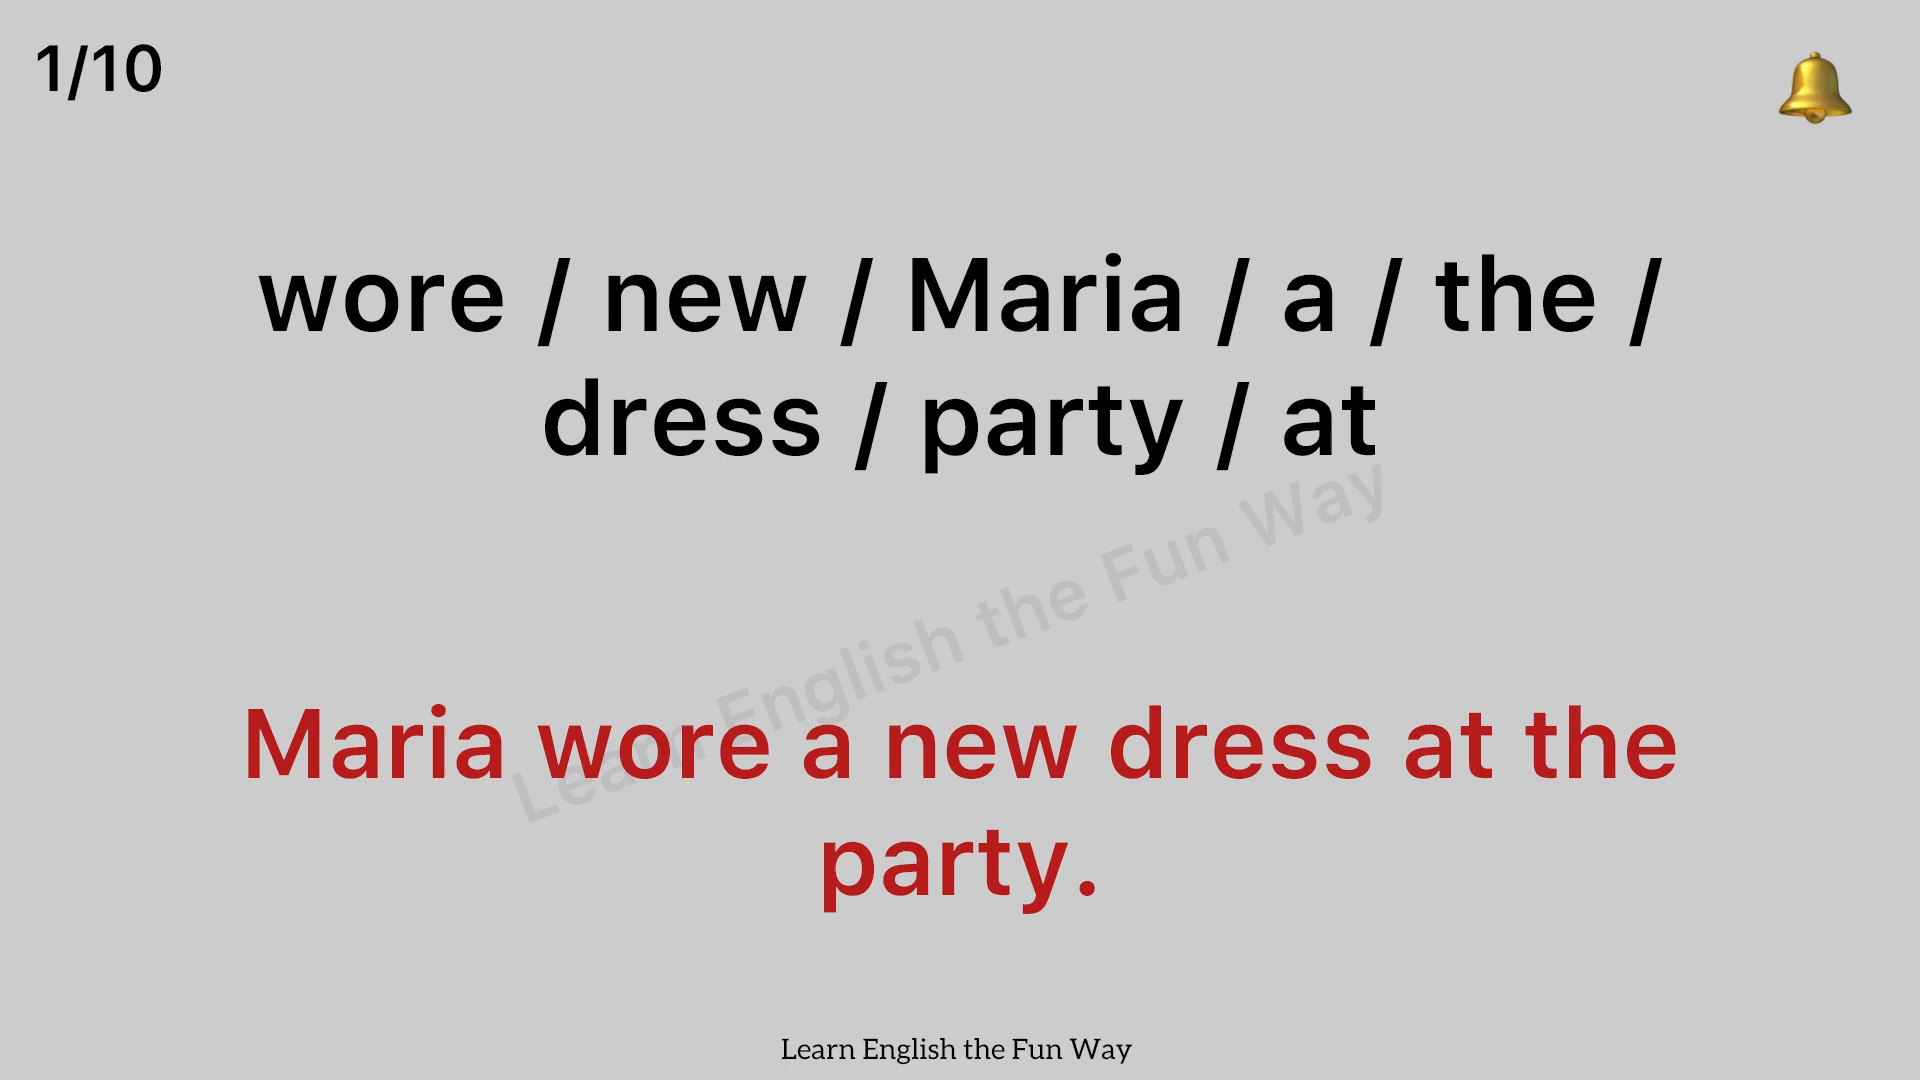 1/10
wore / new / Maria / a / the /
dress / party / at
Learn English the Fun Way
Maria wore a new dress at the
party.
Learn English the Fun Way